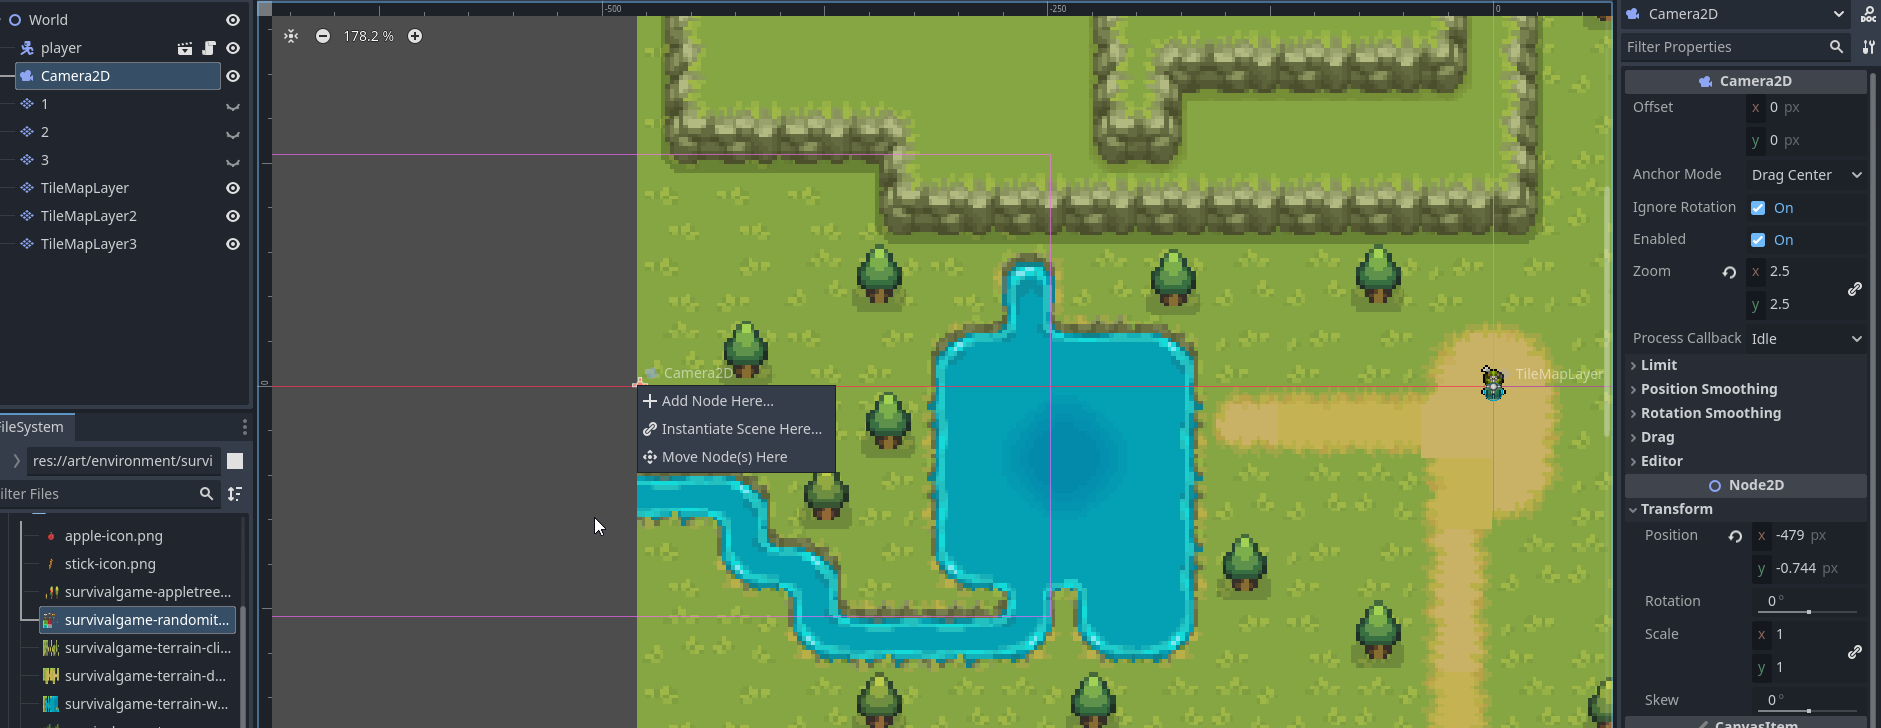 World
player
Camera2D
1
2
3
TileMapLayer
TileMapLayer2
TileMapLayer3
FileSystem
res://art/environment/survi
Filter Files
apple-icon.png
stick-icon.png
survivalgame-appletree...
survivalgame-randomit...
survivalgame-terrain-cli...
survivalgame-terrain-d...
survivalgame-terrain-w...
-500
-250
0
178.2 %
0
Camera2D
TileMapLayer
Add Node Here...
Instantiate Scene Here...
Move Node(s) Here
Camera2D
DOC
Filter Properties
Camera2D
Offset
x 0 px
y 0 px
Anchor Mode Drag Center
Ignore Rotation On
Enabled On
Zoom x 2.5
y 2.5
Process Callback Idle
Limit
Position Smoothing
Rotation Smoothing
Drag
Editor
Node2D
Transform
Position x -479 px
y -0.744 px
Rotation 0 °
Scale x 1
y 1
Skew 0 °
CanvasItem